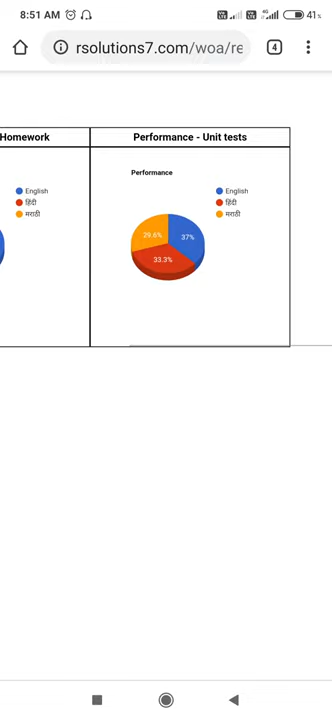 8:51 AM 41%
rsolutions7.com/woa/re 4
Homework Performance - Unit tests
Performance
English English
हिंदी हिंदी
मराठी मराठी
29.6% 37%
33.3%